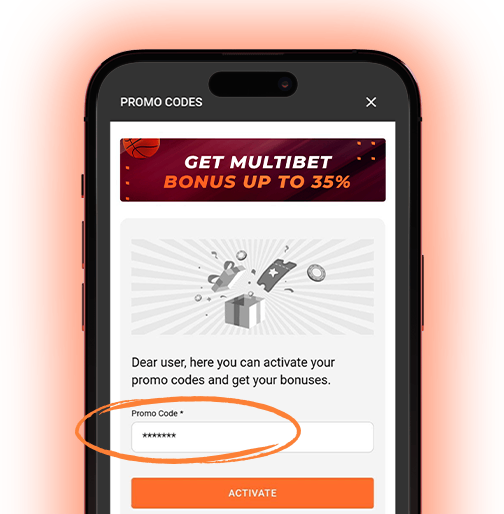 PROMO CODES
GET MULTIBET
BONUS UP TO 35%
Dear user, here you can activate your
promo codes and get your bonuses.
Promo Code *
*******
ACTIVATE